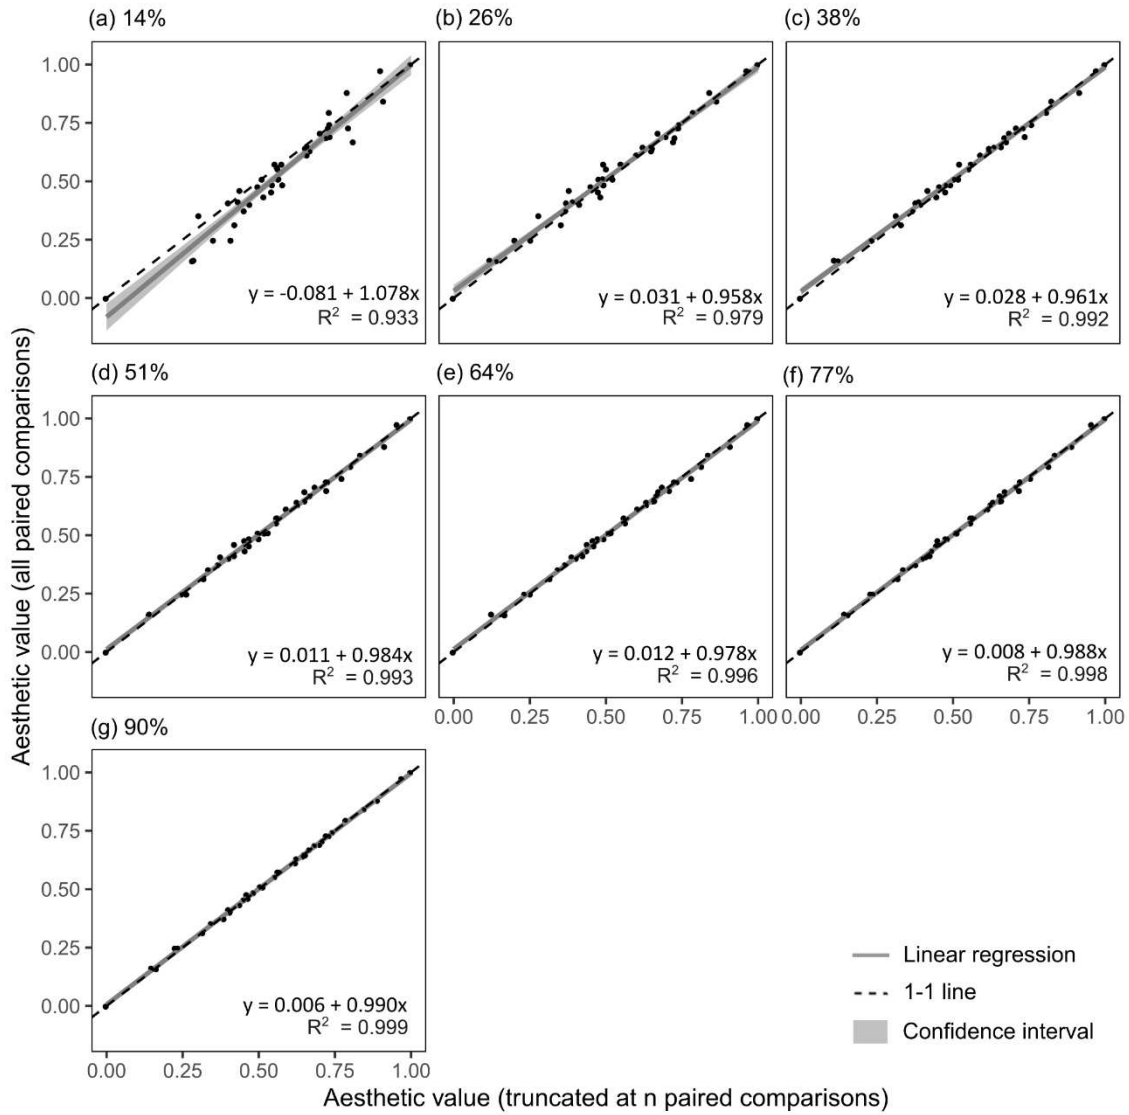 (a) 14%
(b) 26%
(c) 38%
1.00
0.75
0.50
0.25
0.00
y = -0.081 + 1.078x
R² = 0.933
y = 0.031 + 0.958x
R² = 0.979
y = 0.028 + 0.961x
R² = 0.992
(d) 51%
(e) 64%
(f) 77%
1.00
0.75
0.50
0.25
0.00
y = 0.011 + 0.984x
R² = 0.993
y = 0.012 + 0.978x
R² = 0.996
y = 0.008 + 0.988x
R² = 0.998
0.00 0.25 0.50 0.75 1.00
0.00 0.25 0.50 0.75 1.00
(g) 90%
1.00
0.75
0.50
0.25
0.00
y = 0.006 + 0.990x
R² = 0.999
0.00 0.25 0.50 0.75 1.00
Aesthetic value (all paired comparisons)
Aesthetic value (truncated at n paired comparisons)
Linear regression
1-1 line
Confidence interval